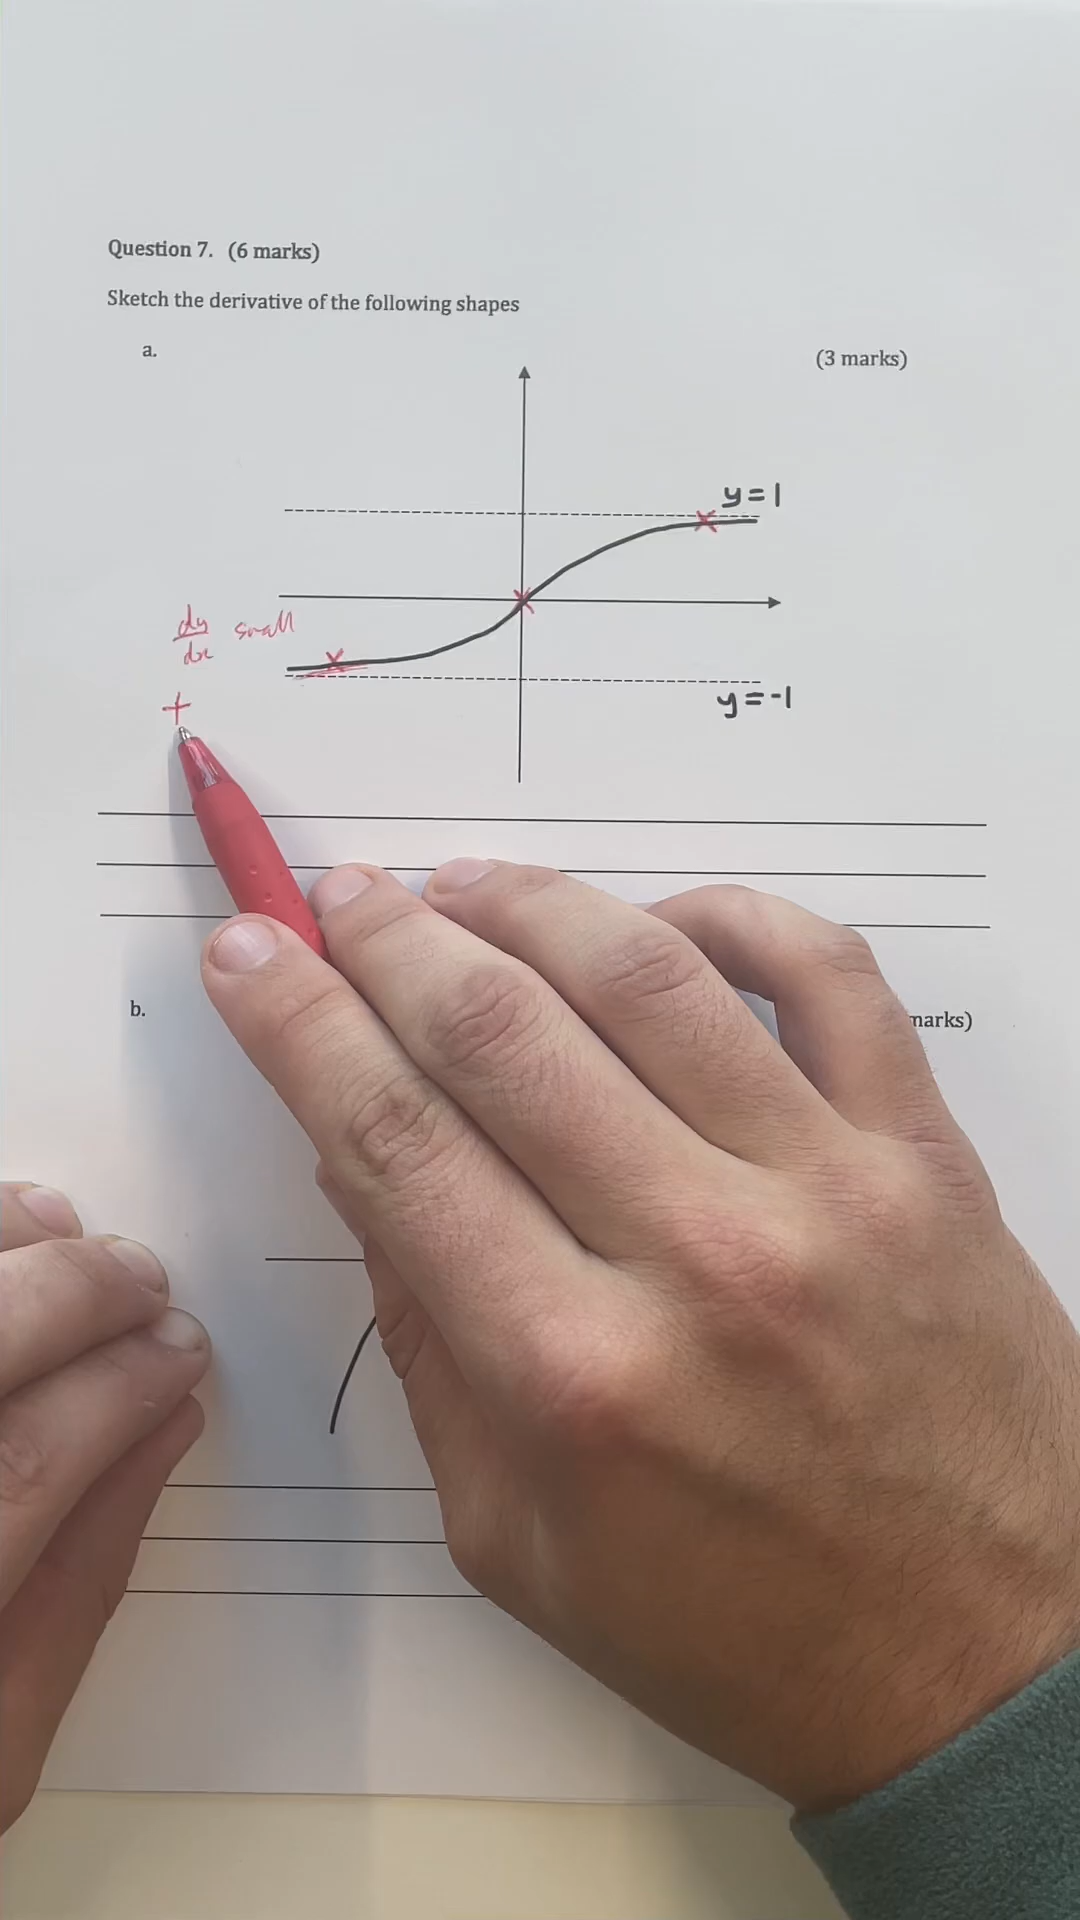 Question 7. (6 marks)
Sketch the derivative of the following shapes
a.
(3 marks)
y=1
dy
dx
small
+
y=-1
b.
marks)